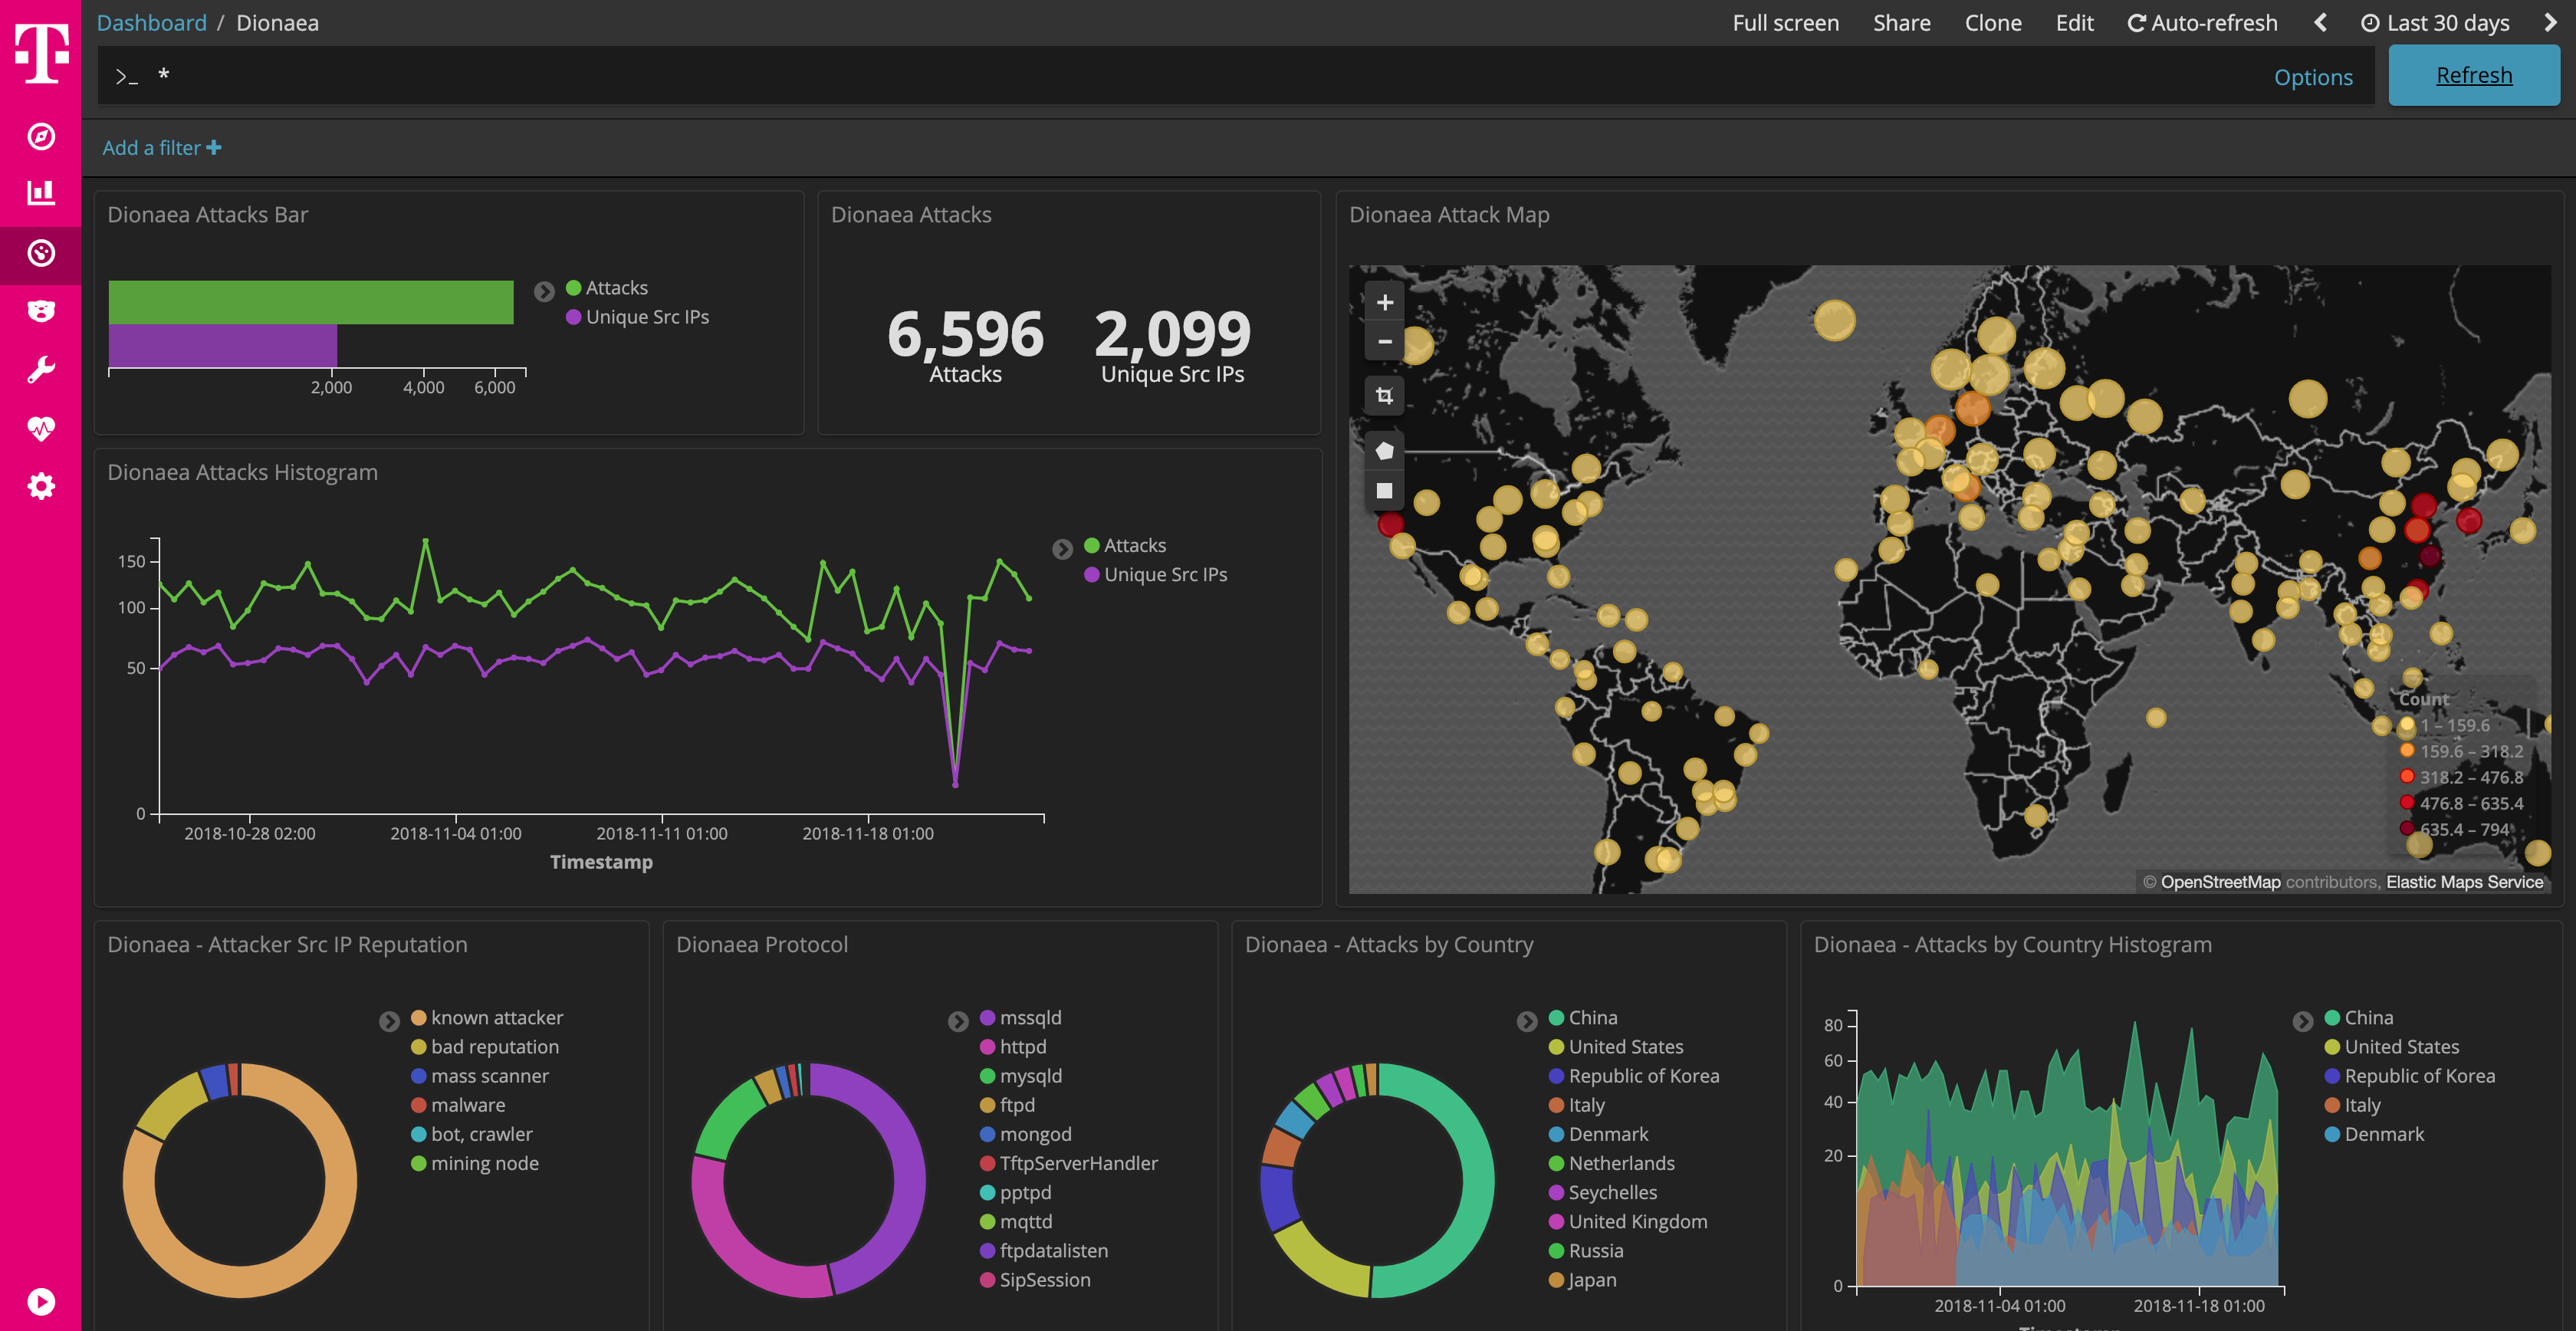 Dashboard / Dionaea
Full screen Share Clone Edit Auto-refresh Last 30 days
>_ *
Options
Refresh
Add a filter
Dionaea Attacks Bar
Attacks
Unique Src IPs
2,000 4,000 6,000
Dionaea Attacks
6,596 2,099
Attacks Unique Src IPs
Dionaea Attack Map
+
−
Count
1 – 159.6
159.6 – 318.2
318.2 – 476.8
476.8 – 635.4
635.4 – 794
© OpenStreetMap contributors, Elastic Maps Service
Dionaea Attacks Histogram
Attacks
Unique Src IPs
150
100
50
0
2018-10-28 02:00 2018-11-04 01:00 2018-11-11 01:00 2018-11-18 01:00
Timestamp
Dionaea - Attacker Src IP Reputation
known attacker
bad reputation
mass scanner
malware
bot, crawler
mining node
Dionaea Protocol
mssqld
httpd
mysqld
ftpd
mongod
TftpServerHandler
pptpd
mqttd
ftpdatalisten
SipSession
Dionaea - Attacks by Country
China
United States
Republic of Korea
Italy
Denmark
Netherlands
Seychelles
United Kingdom
Russia
Japan
Dionaea - Attacks by Country Histogram
80
60
40
20
0
China
United States
Republic of Korea
Italy
Denmark
2018-11-04 01:00 2018-11-18 01:00